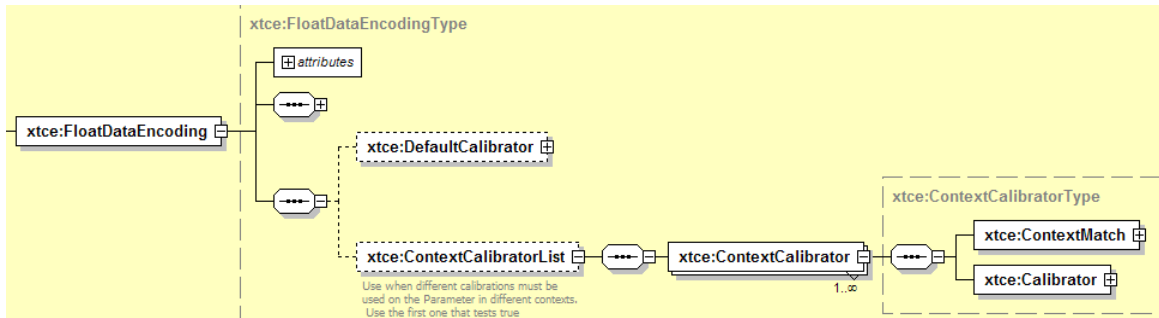 xtce:FloatDataEncodingType
attributes
xtce:FloatDataEncoding
xtce:DefaultCalibrator
xtce:ContextCalibratorType
xtce:ContextMatch
xtce:ContextCalibratorList
xtce:ContextCalibrator
xtce:Calibrator
1..∞
Use when different calibrations must be
used on the Parameter in different contexts.
Use the first one that tests true